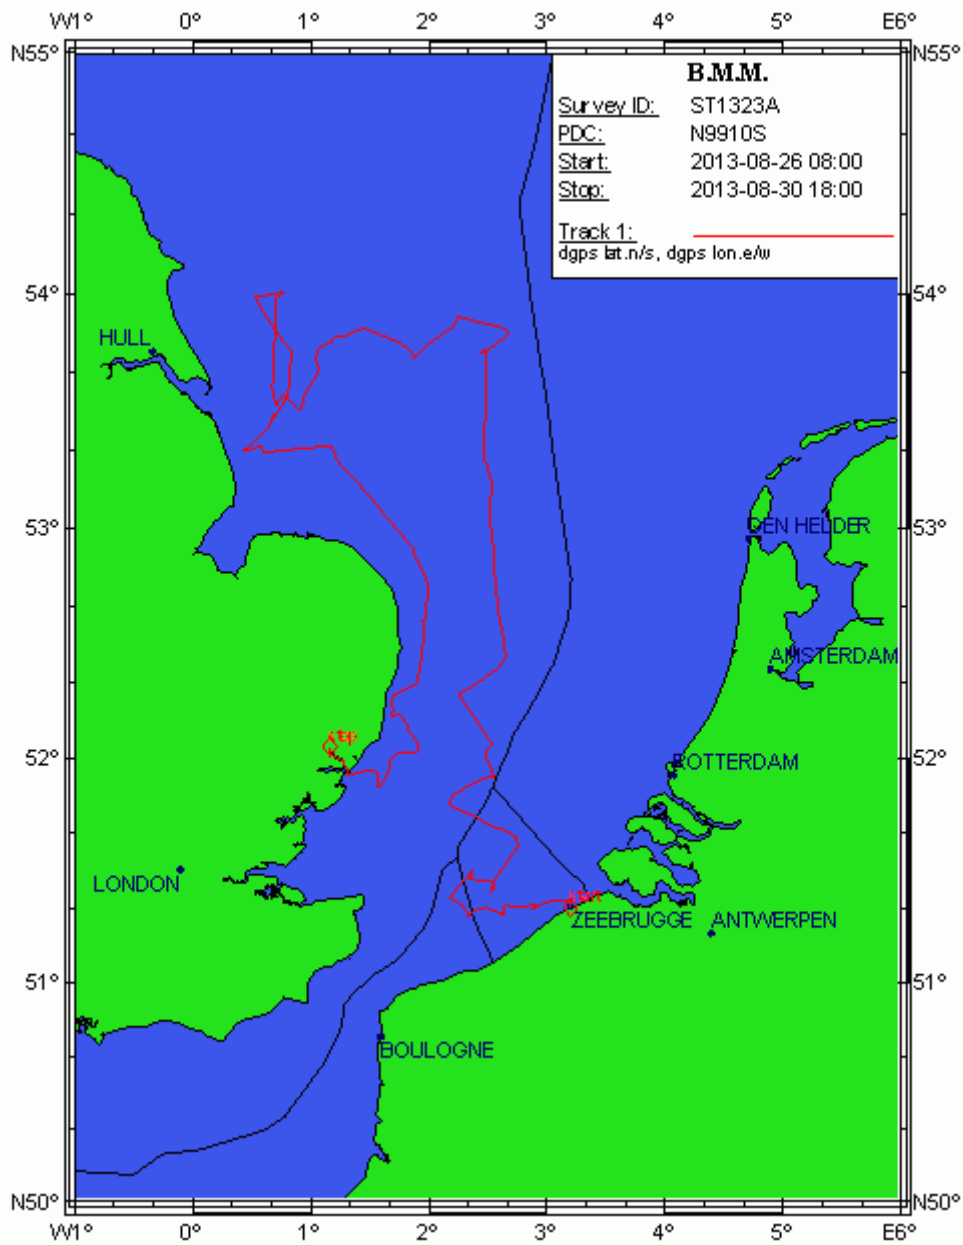 W1° 0° 1° 2° 3° 4° 5° E6°
N55° N55°
B.M.M.
Survey ID: ST1323A
PDC: N9910S
Start: 2013-08-26 08:00
Stop: 2013-08-30 18:00
Track 1:
dgps lat.n/s, dgps lon.e/w
54° 54°
HULL
53° 53°
DEN HELDER
AMSTERDAM
stop
52° 52°
ROTTERDAM
LONDON
start
ZEEBRUGGE ANTWERPEN
51° 51°
BOULOGNE
N50° N50°
W1° 0° 1° 2° 3° 4° 5° E6°